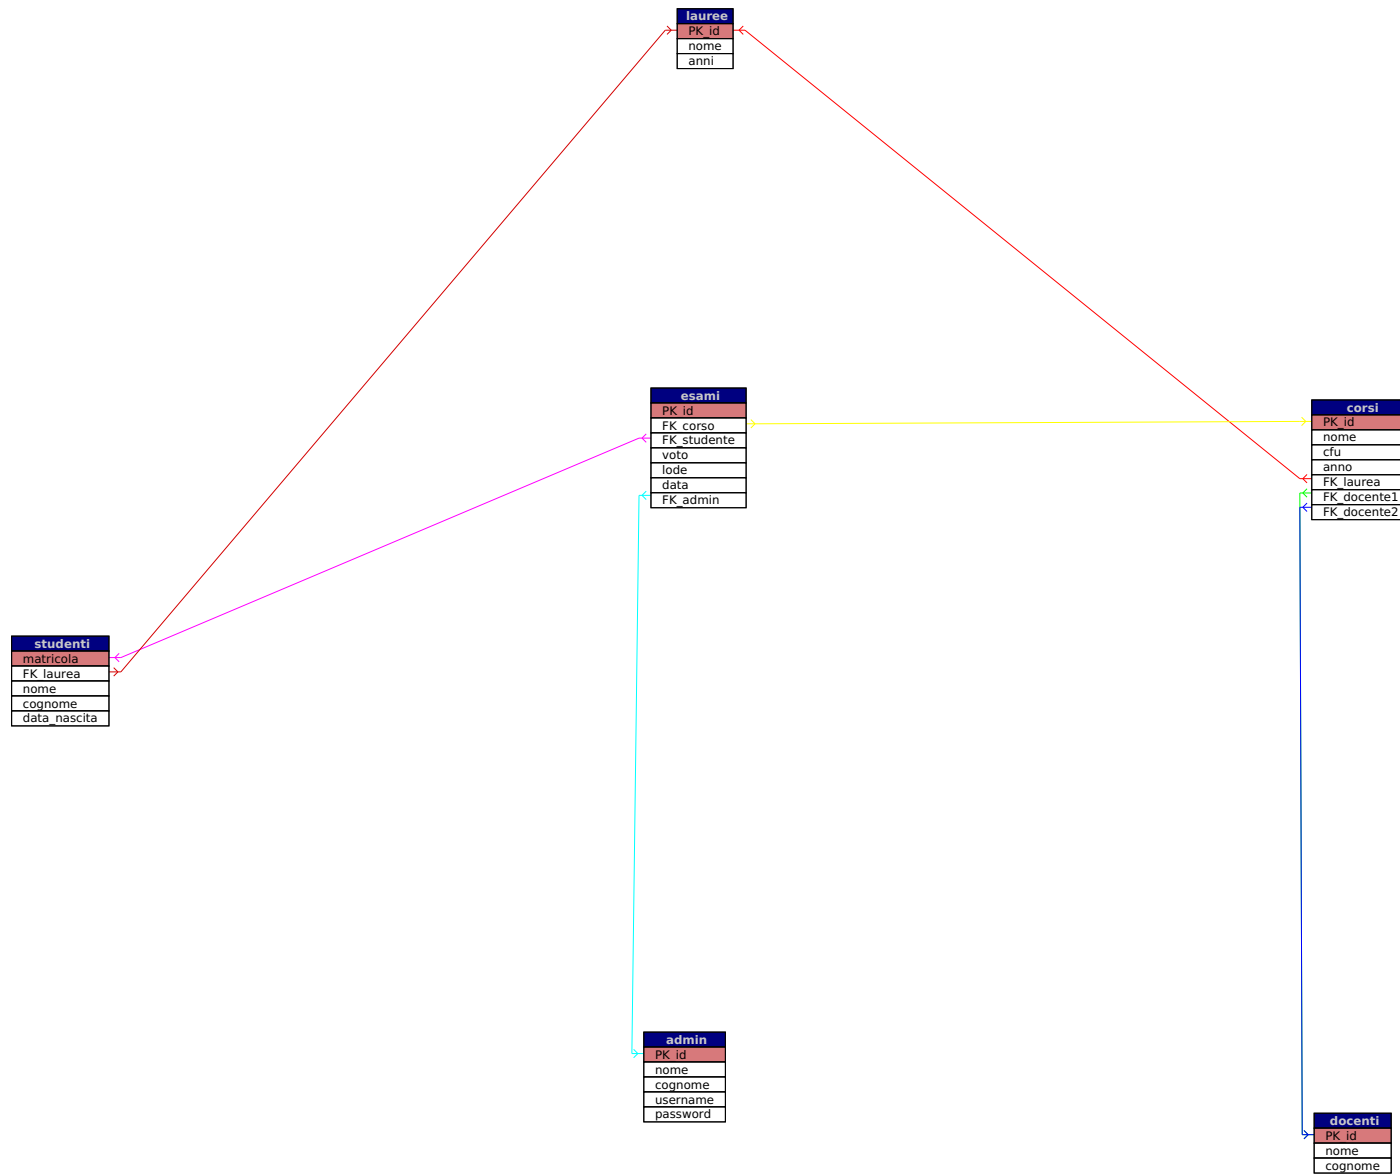 lauree
PK_id
nome
anni
esami
PK_id
FK_corso
FK_studente
voto
lode
data
FK_admin
corsi
PK_id
nome
cfu
anno
FK_laurea
FK_docente1
FK_docente2
studenti
matricola
FK_laurea
nome
cognome
data_nascita
admin
PK_id
nome
cognome
username
password
docenti
PK_id
nome
cognome